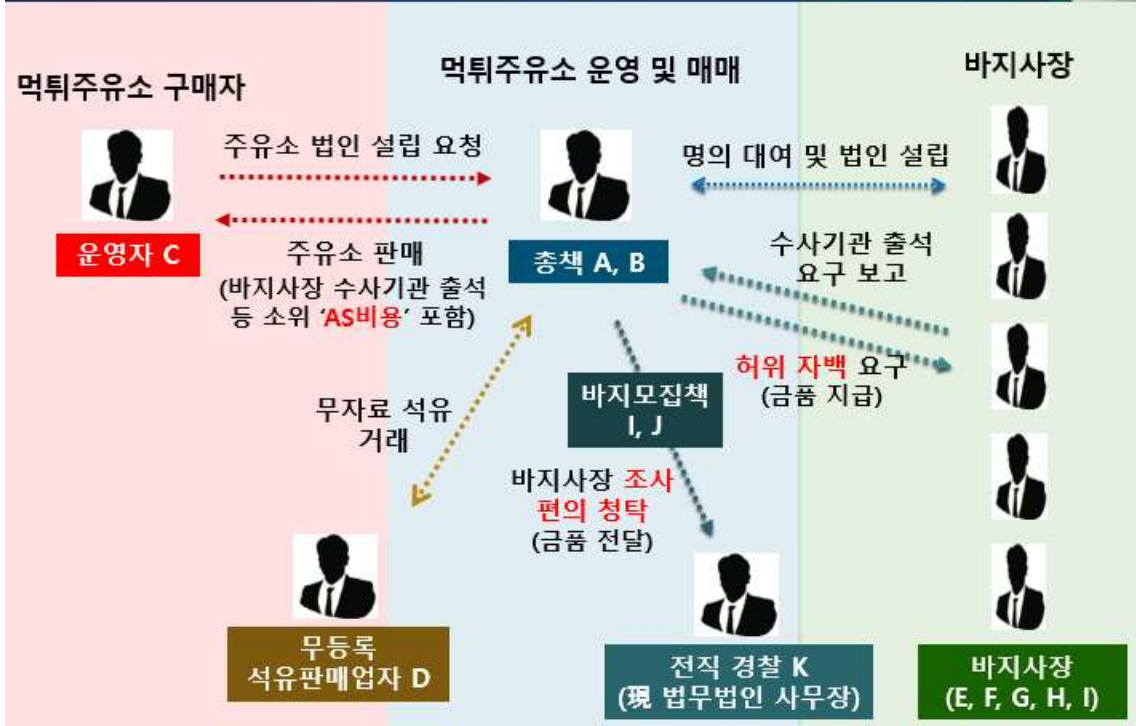 먹튀주유소 구매자
먹튀주유소 운영 및 매매
바지사장
주유소 법인 설립 요청
명의 대여 및 법인 설립
운영자 C
주유소 판매
(바지사장 수사기관 출석
등 소위 ‘AS비용’ 포함)
총책 A, B
수사기관 출석
요구 보고
허위 자백 요구
(금품 지급)
무자료 석유
거래
바지모집책
I, J
바지사장 조사
편의 청탁
(금품 전달)
무등록
석유판매업자 D
전직 경찰 K
(現 법무법인 사무장)
바지사장
(E, F, G, H, I)